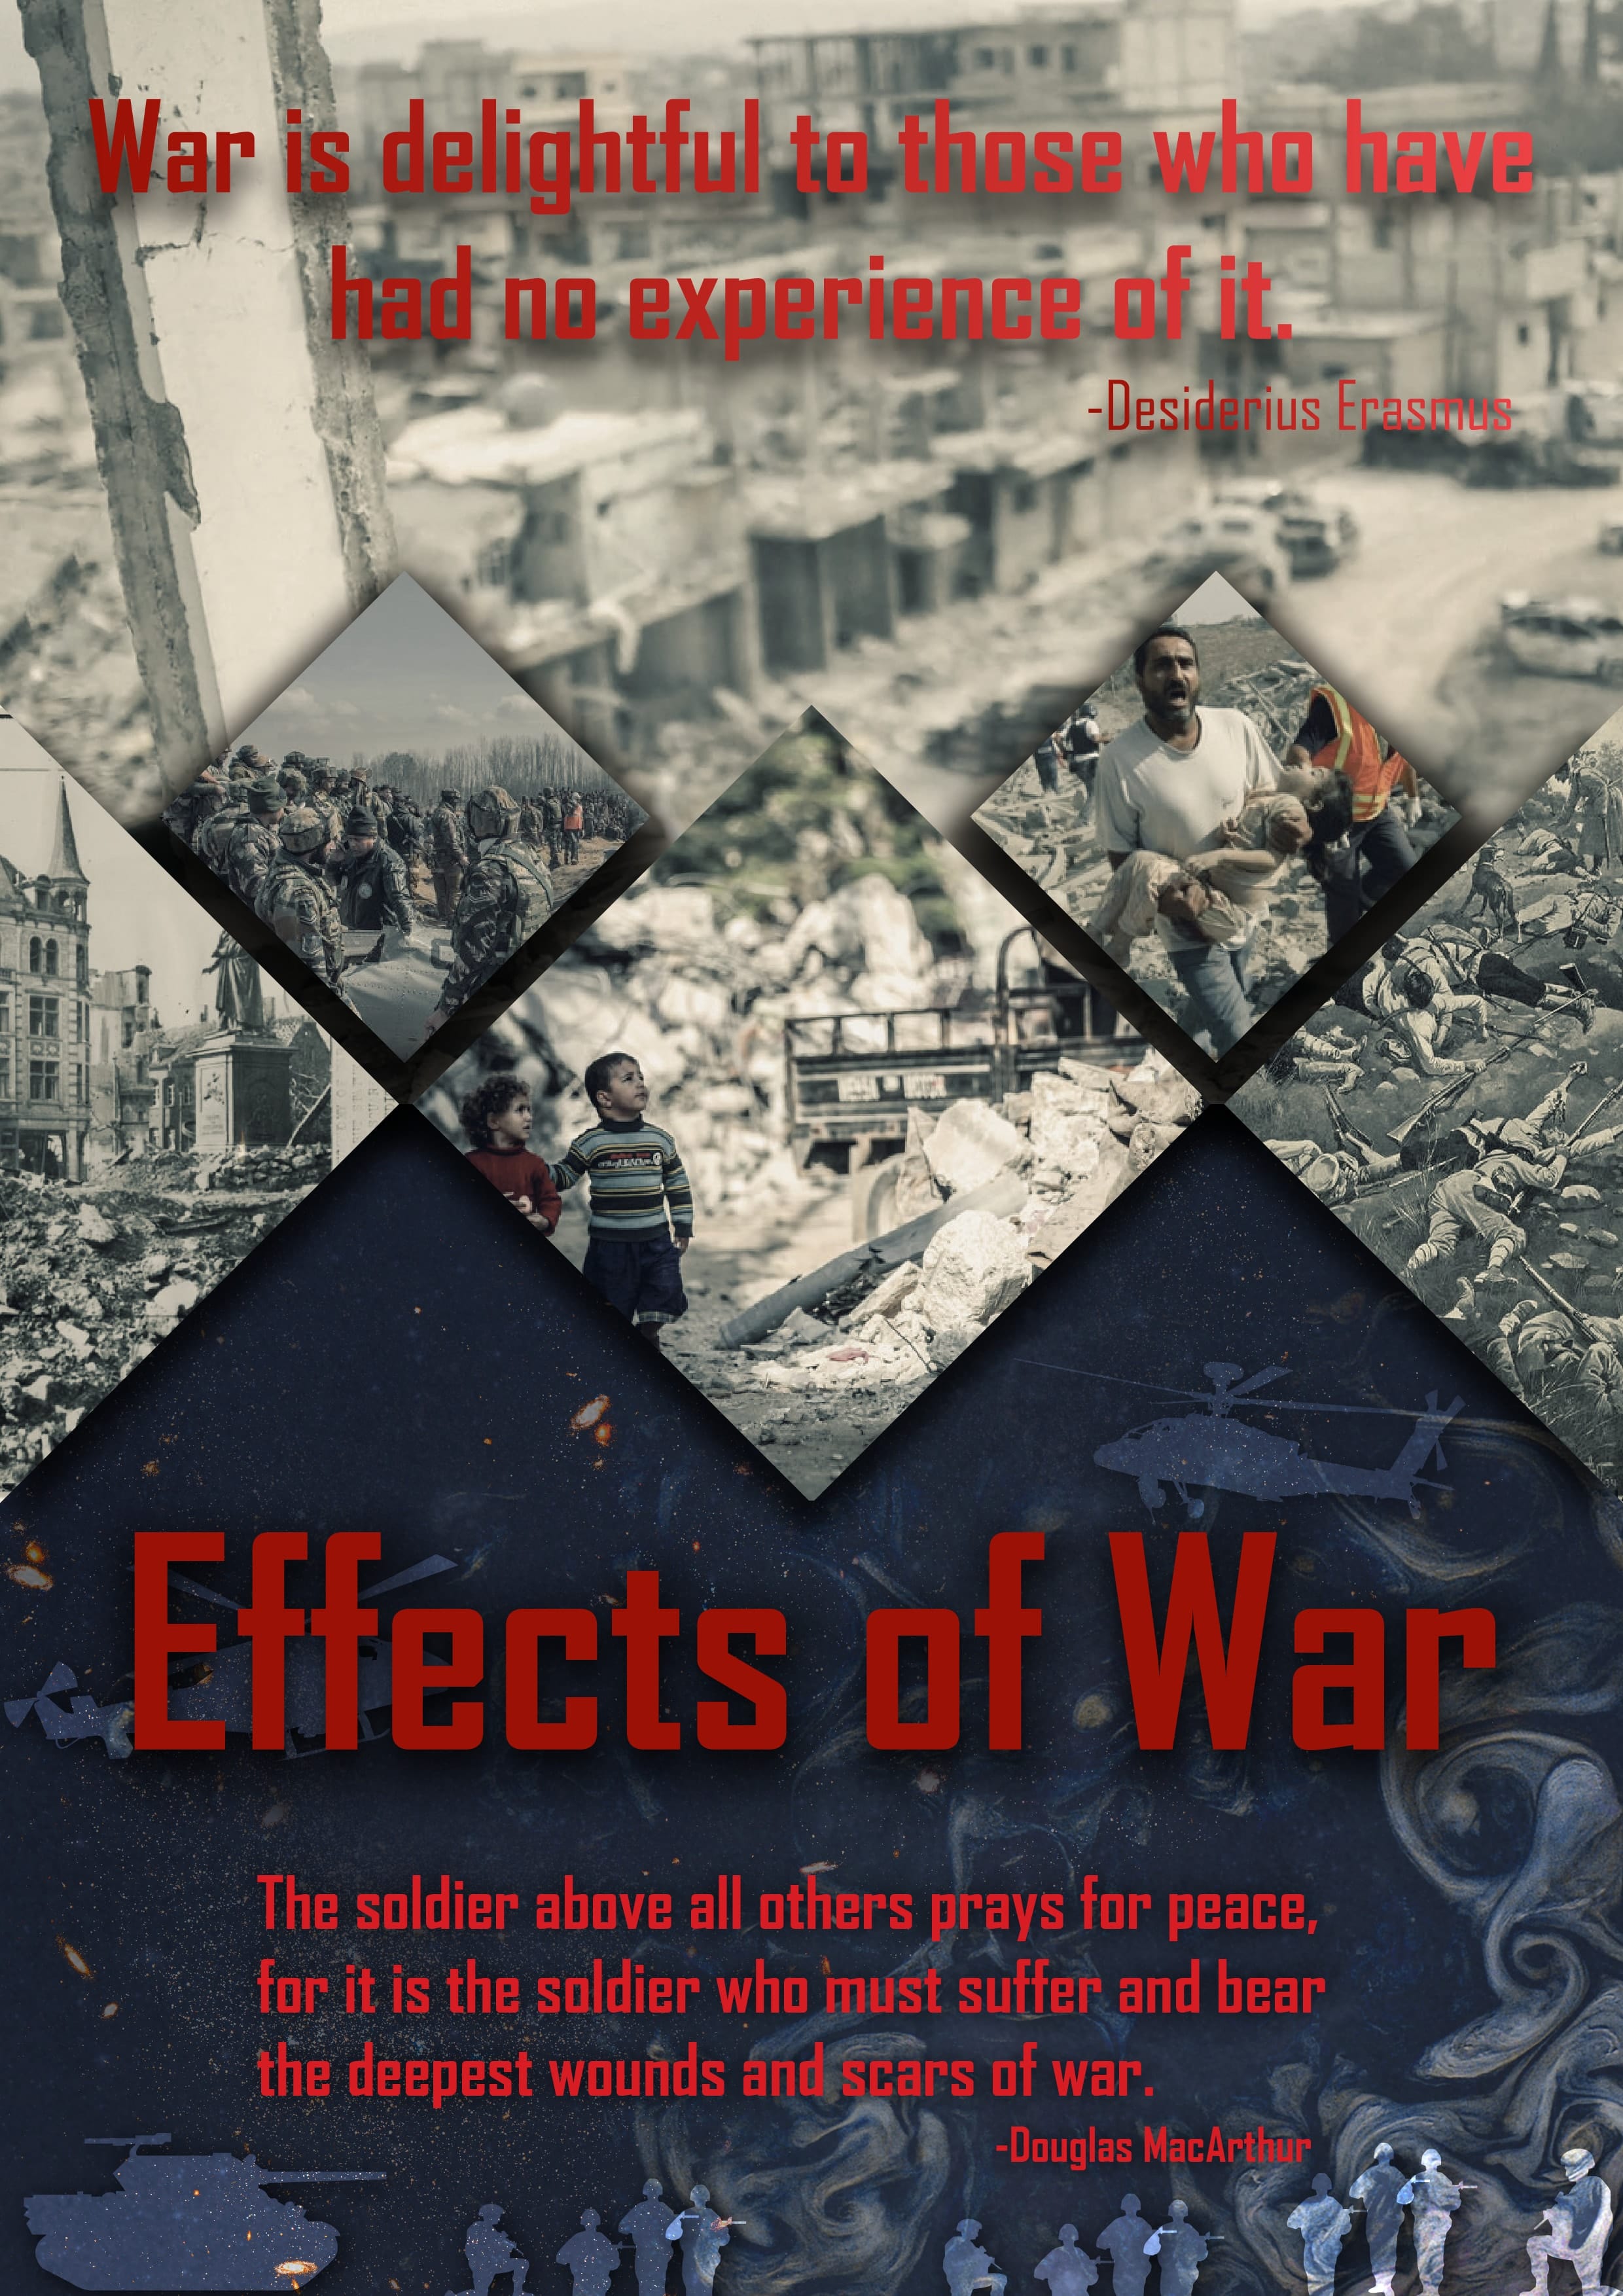 War is delightful to those who have
had no experience of it.
-Desiderius Erasmus
Effects of War
The soldier above all others prays for peace,
for it is the soldier who must suffer and bear
the deepest wounds and scars of war.
-Douglas MacArthur